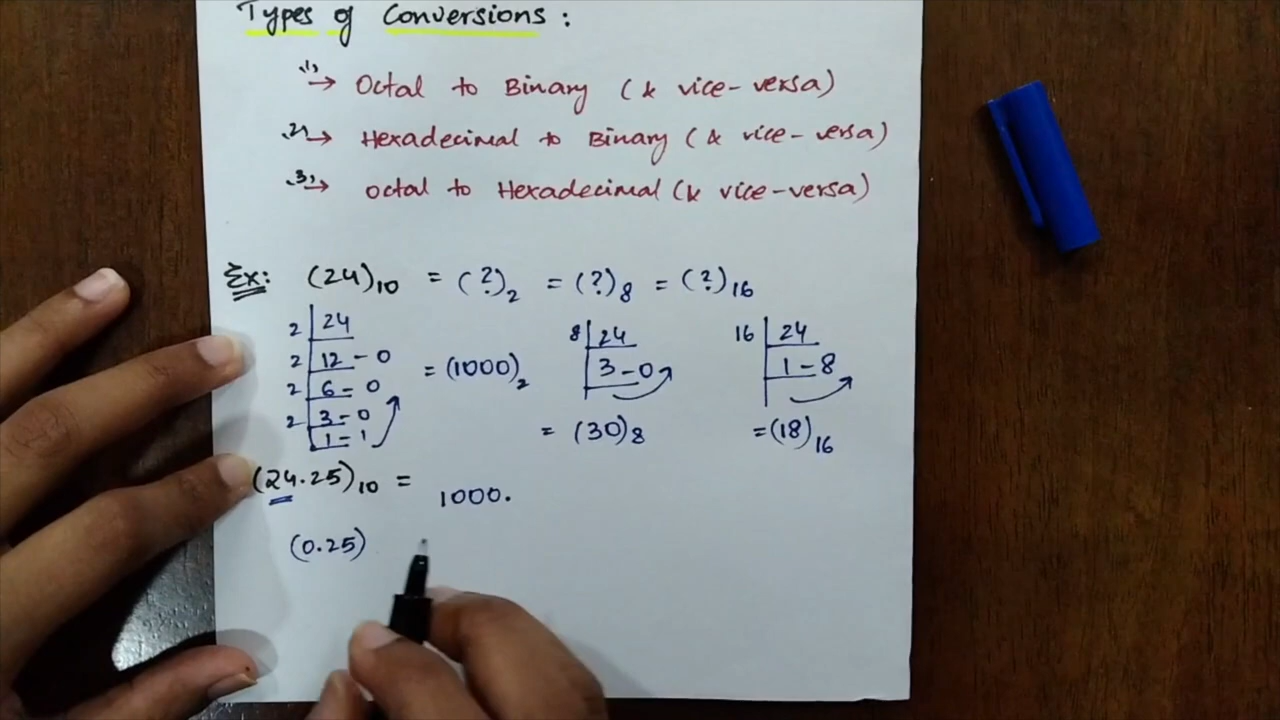 Types of Conversions :
.1, → Octal to Binary (& vice-versa)
.2, → Hexadecimal to Binary (& vice-versa)
.3, → Octal to Hexadecimal (& vice-versa)
Ex: (24)10 = (?)2 = (?)8 = (?)16
2 | 24
2 | 12 - 0
2 | 6 - 0
2 | 3 - 0
1 - 1
= (1000)2
8 | 24
3 - 0
= (30)8
16 | 24
1 - 8
= (18)16
(24.25)10 = 1000.
(0.25)